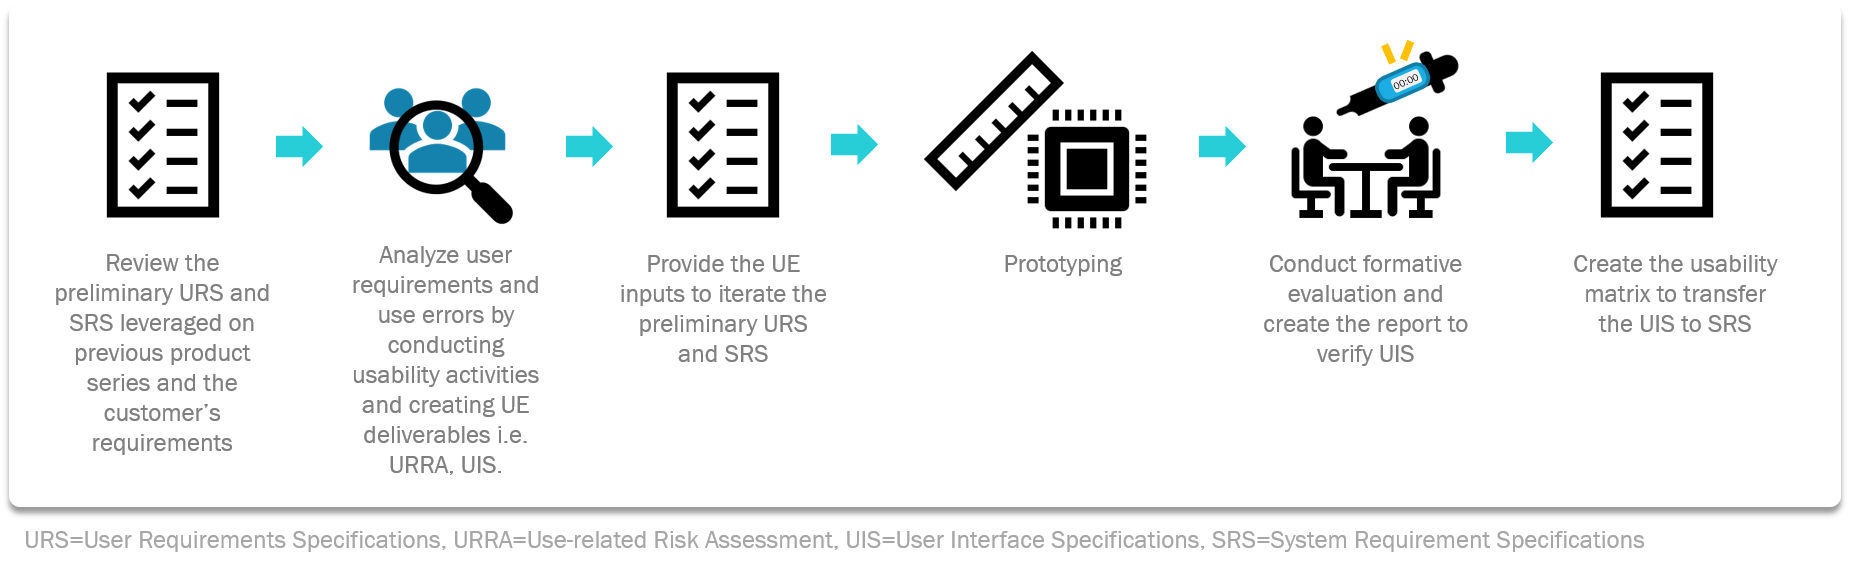 00:00
Review the
preliminary URS and
SRS leveraged on
previous product
series and the
customer's
requirements
Analyze user
requirements and
use errors by
conducting
usability activities
and creating UE
deliverables i.e.
URRA, UIS.
Provide the UE
inputs to iterate the
preliminary URS
and SRS
Prototyping
Conduct formative
evaluation and
create the report to
verify UIS
Create the usability
matrix to transfer
the UIS to SRS
URS=User Requirements Specifications, URRA=Use-related Risk Assessment, UIS=User Interface Specifications, SRS=System Requirement Specifications